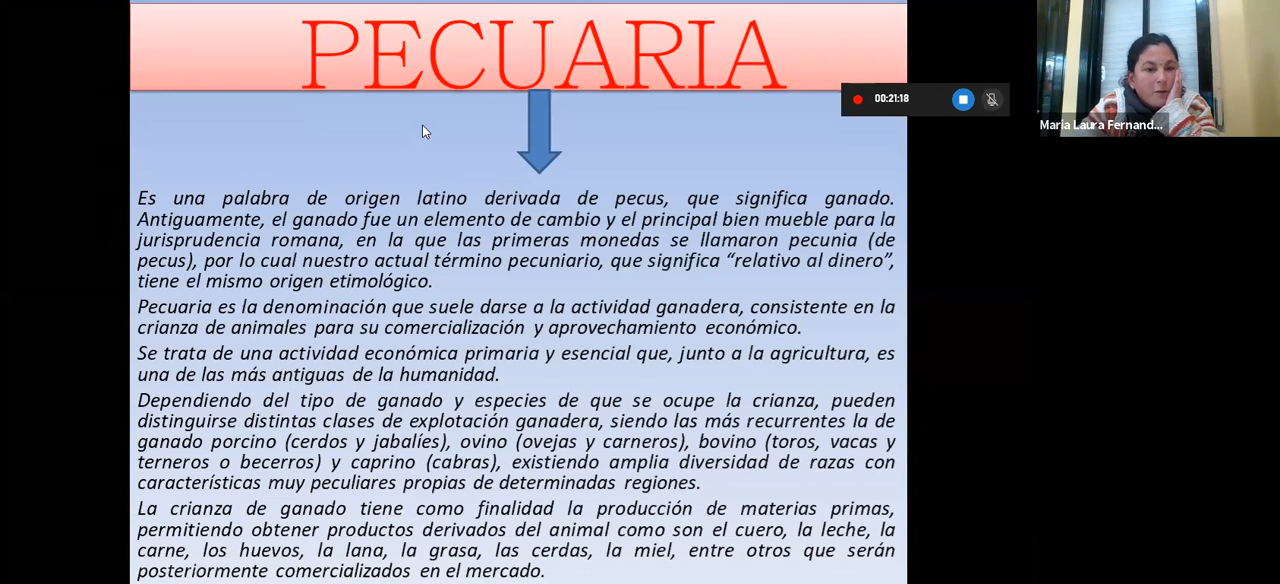 PECUARIA
00:21:18
Maria Laura Fernand...
Es una palabra de origen latino derivada de pecus, que significa ganado.
Antiguamente, el ganado fue un elemento de cambio y el principal bien mueble para la
jurisprudencia romana, en la que las primeras monedas se llamaron pecunia (de
pecus), por lo cual nuestro actual término pecuniario, que significa “relativo al dinero”,
tiene el mismo origen etimológico.
Pecuaria es la denominación que suele darse a la actividad ganadera, consistente en la
crianza de animales para su comercialización y aprovechamiento económico.
Se trata de una actividad económica primaria y esencial que, junto a la agricultura, es
una de las más antiguas de la humanidad.
Dependiendo del tipo de ganado y especies de que se ocupe la crianza, pueden
distinguirse distintas clases de explotación ganadera, siendo las más recurrentes la de
ganado porcino (cerdos y jabalíes), ovino (ovejas y carneros), bovino (toros, vacas y
terneros o becerros) y caprino (cabras), existiendo amplia diversidad de razas con
características muy peculiares propias de determinadas regiones.
La crianza de ganado tiene como finalidad la producción de materias primas,
permitiendo obtener productos derivados del animal como son el cuero, la leche, la
carne, los huevos, la lana, la grasa, las cerdas, la miel, entre otros que serán
posteriormente comercializados en el mercado.